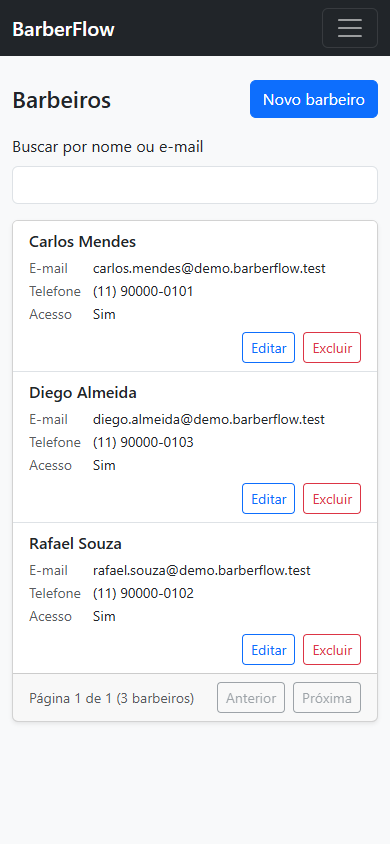 BarberFlow
Barbeiros
Novo barbeiro
Buscar por nome ou e-mail
Carlos Mendes
E-mail carlos.mendes@demo.barberflow.test
Telefone (11) 90000-0101
Acesso Sim
Editar Excluir
Diego Almeida
E-mail diego.almeida@demo.barberflow.test
Telefone (11) 90000-0103
Acesso Sim
Editar Excluir
Rafael Souza
E-mail rafael.souza@demo.barberflow.test
Telefone (11) 90000-0102
Acesso Sim
Editar Excluir
Página 1 de 1 (3 barbeiros) Anterior Próxima